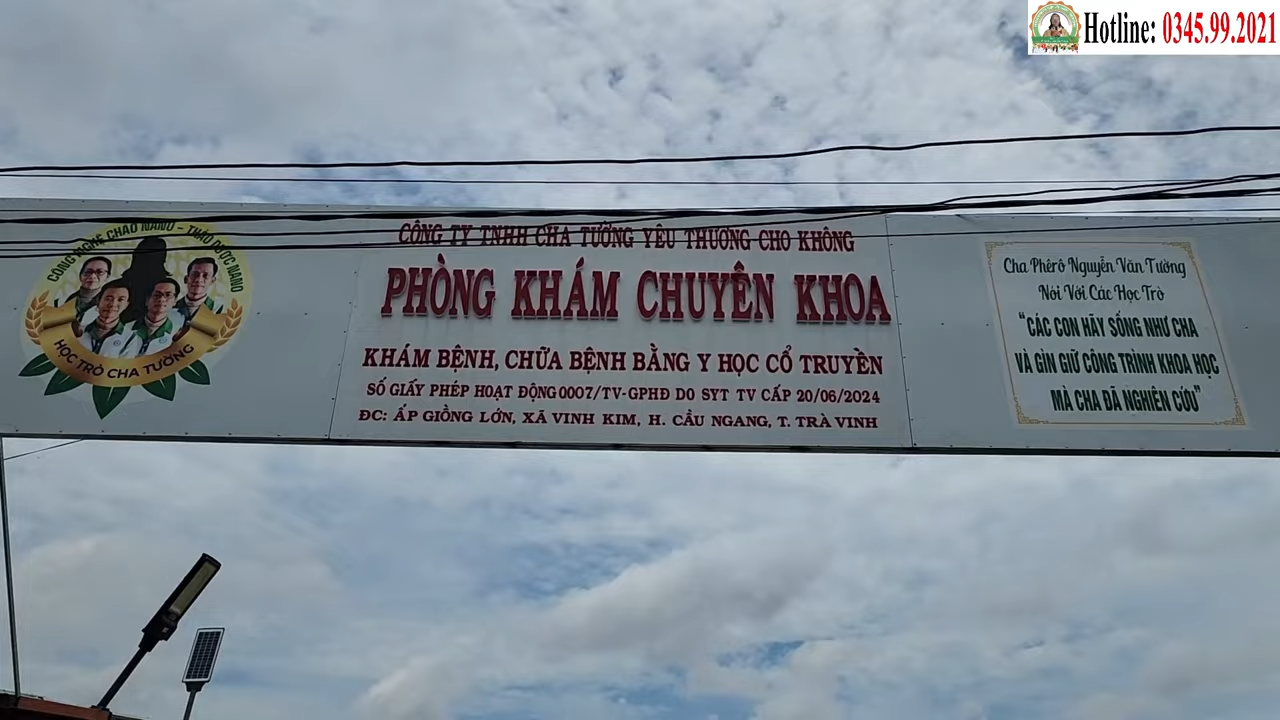 Hotline: 0345.99.2021
CÔNG NGHỆ CHAO NANO - THẢO DƯỢC NANO
HỌC TRÒ CHA TƯỜNG
CÔNG TY TNHH CHA TƯỜNG YÊU THƯƠNG CHO KHÔNG
PHÒNG KHÁM CHUYÊN KHOA
KHÁM BỆNH, CHỮA BỆNH BẰNG Y HỌC CỔ TRUYỀN
SỐ GIẤY PHÉP HOẠT ĐỘNG 0007/TV-GPHĐ DO SYT TV CẤP 20/06/2024
ĐC: ẤP GIỒNG LỚN, XÃ VINH KIM, H. CẦU NGANG, T. TRÀ VINH
Cha Phêrô Nguyễn Văn Tường
Nói Với Các Học Trò
“CÁC CON HÃY SỐNG NHƯ CHA
VÀ GÌN GIỮ CÔNG TRÌNH KHOA HỌC
MÀ CHA ĐÃ NGHIÊN CỨU”